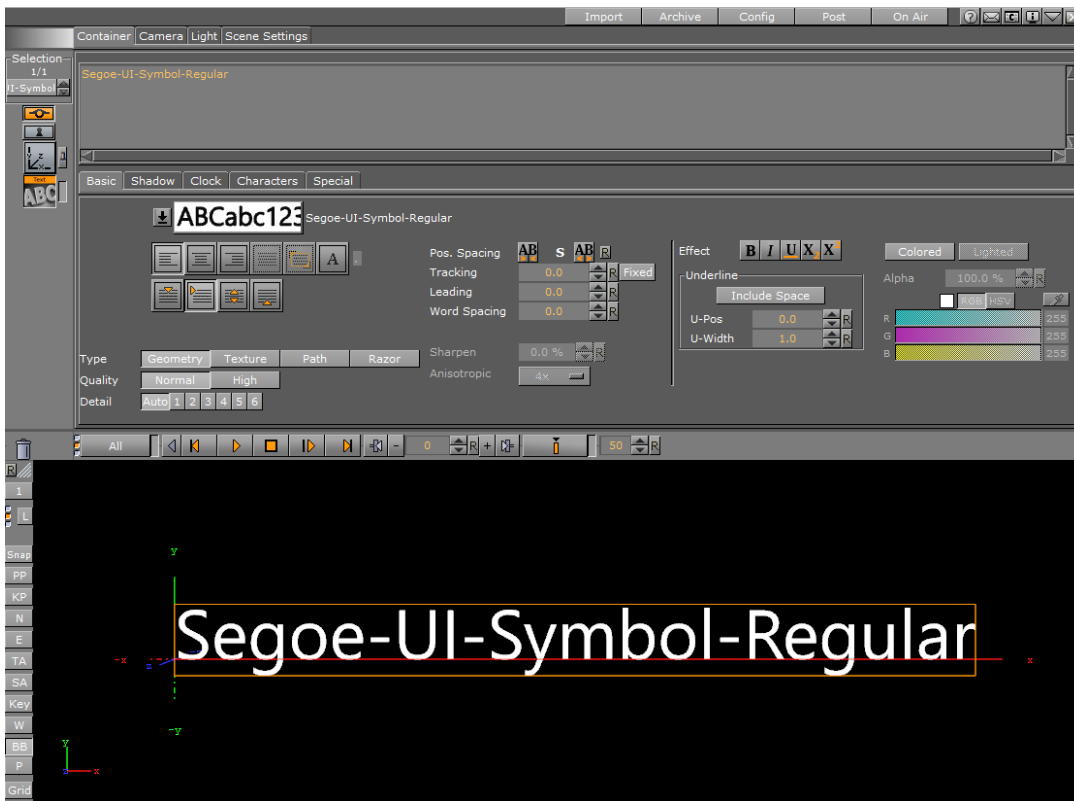 Import Archive Config Post On Air
Container Camera Light Scene Settings
Selection
1/1
UI-Symbol
Segoe-UI-Symbol-Regular
Text
ABC
Basic Shadow Clock Characters Special
ABCabc123 Segoe-UI-Symbol-Regular
Pos. Spacing AB S AB R
Tracking 0.0 R Fixed
Leading 0.0 R
Word Spacing 0.0 R
Effect B I U X X
Underline
Include Space
U-Pos 0.0 R
U-Width 1.0 R
Colored Lighted
Alpha 100.0 % R
RGB HSV
R 255
G 255
B 255
A
Type Geometry Texture Path Razor
Quality Normal High
Detail Auto 1 2 3 4 5 6
Sharpen 0.0 % R
Anisotropic 4x
All 0 R + 50 R
R
1
L
Snap
PP
KP
N
E
TA
SA
Key
W
BB
P
Grid
y
Segoe-UI-Symbol-Regular
-x x
-y
y
z x